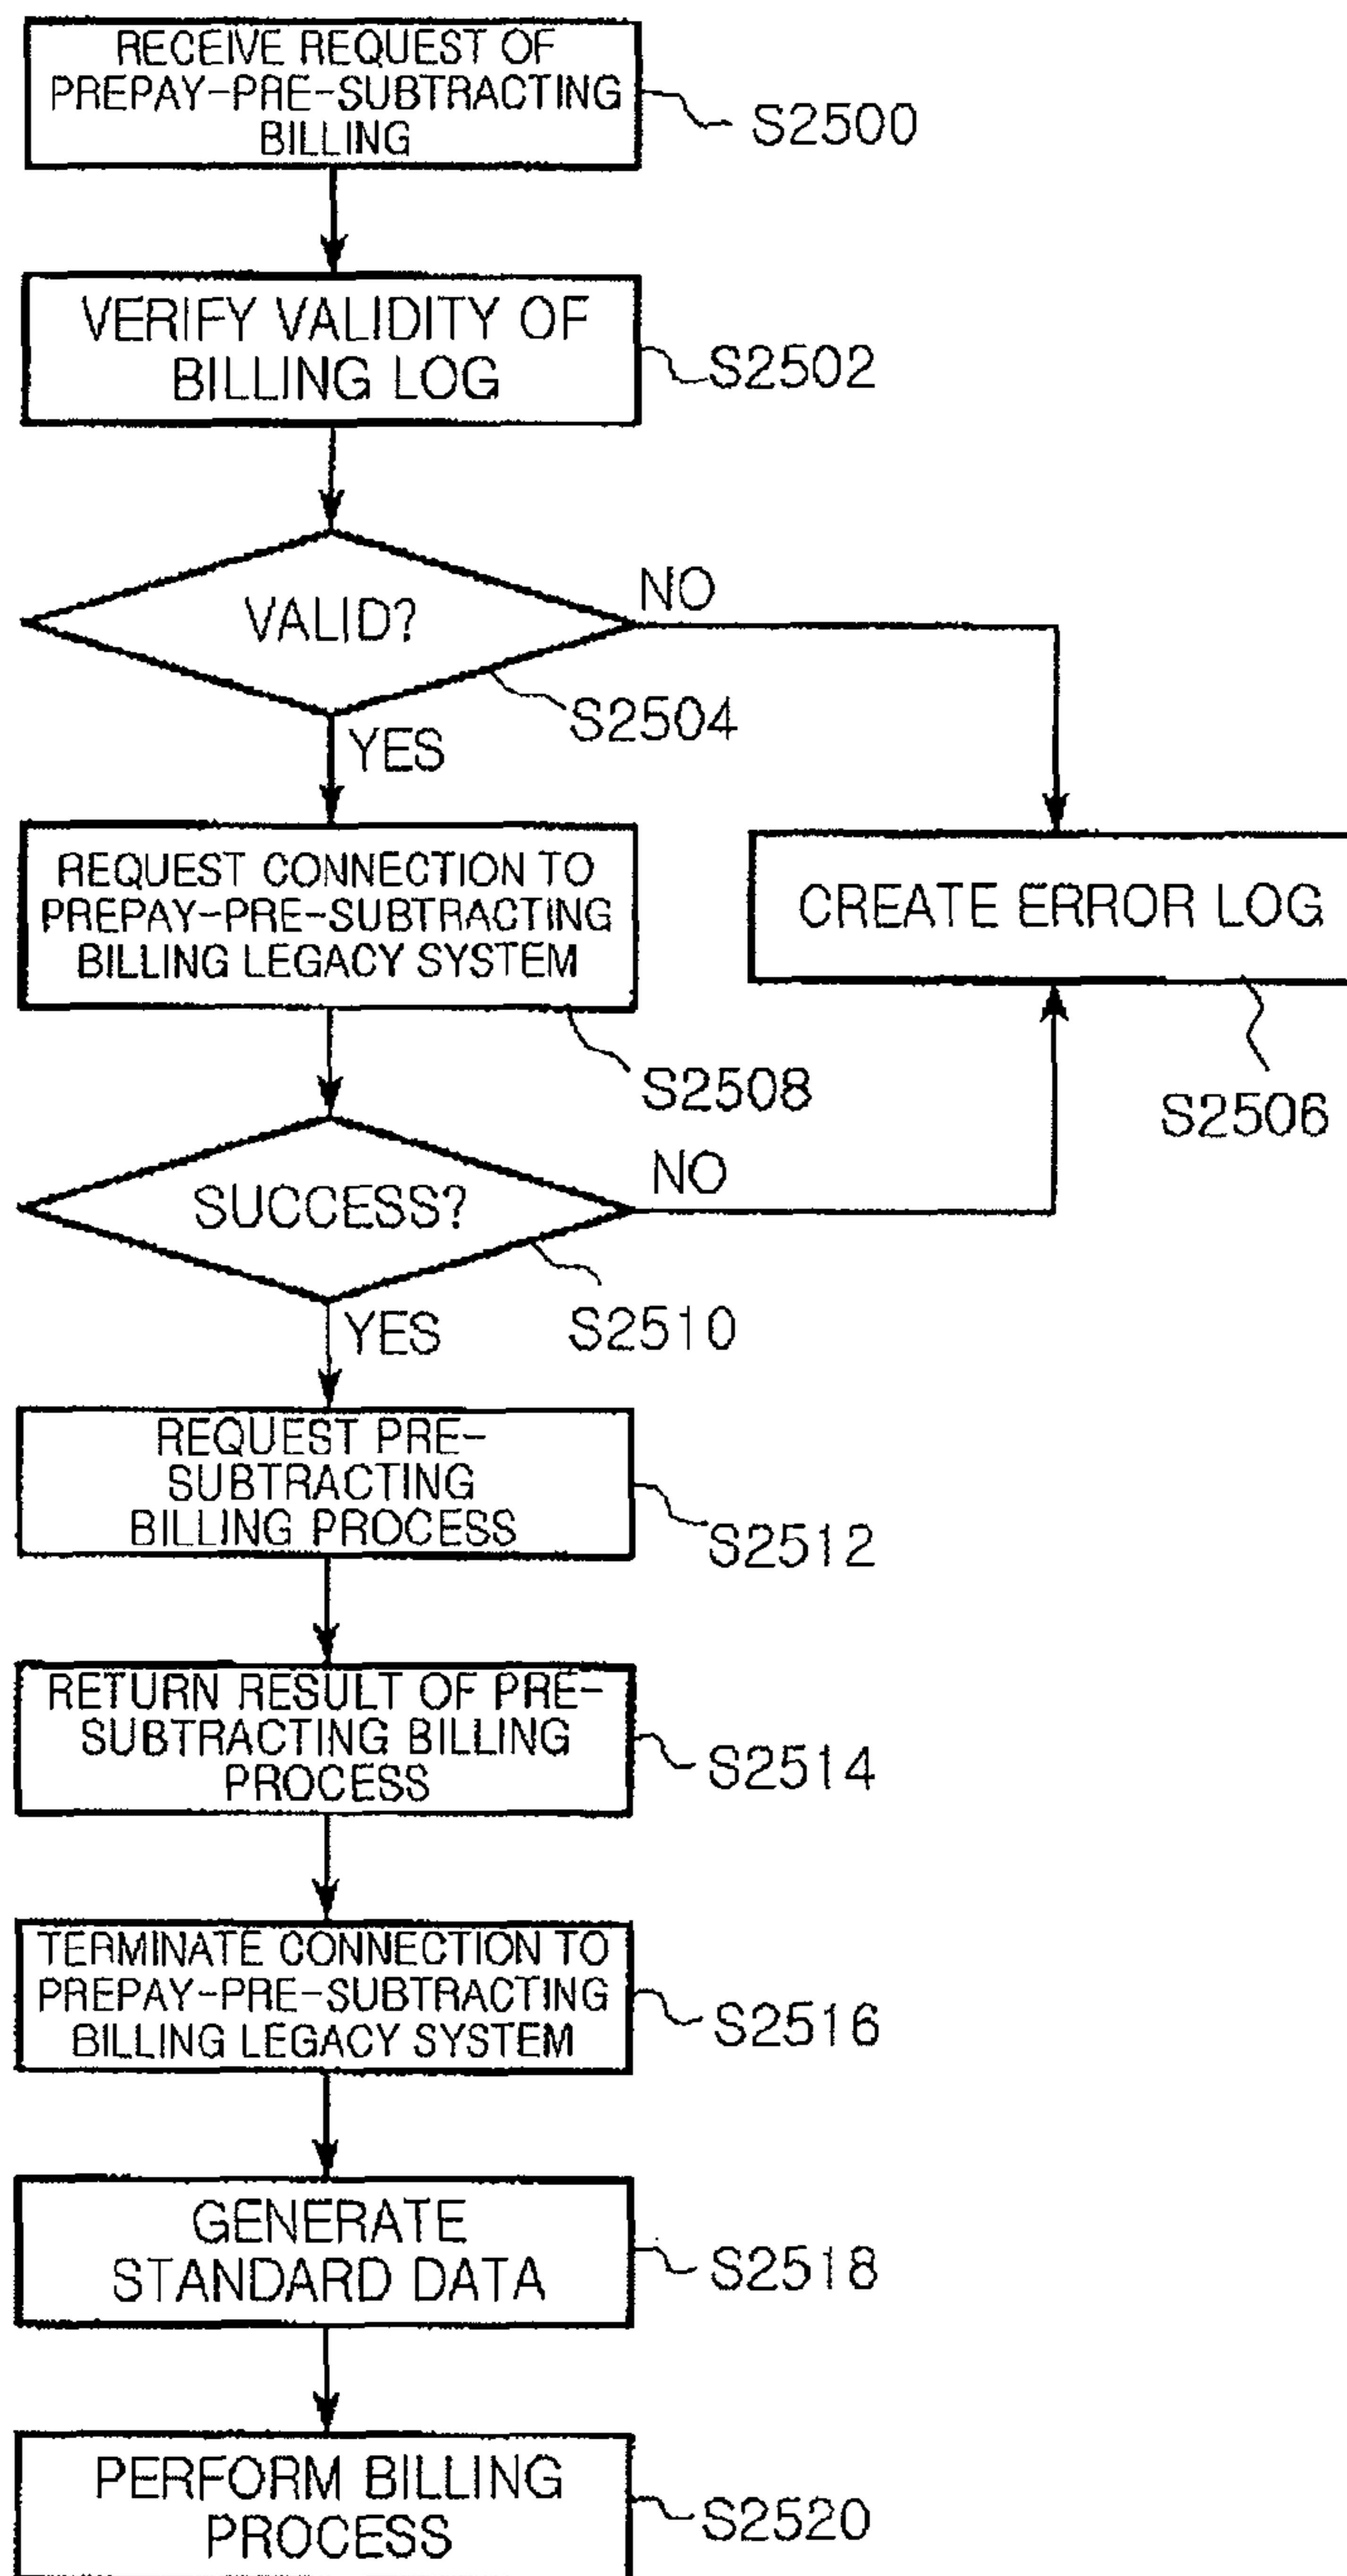 RECEIVE REQUEST OF
PREPAY-PRE-SUBTRACTING
BILLING
S2500
VERIFY VALIDITY OF
BILLING LOG
S2502
VALID?
NO
S2504
YES
REQUEST CONNECTION TO
PREPAY-PRE-SUBTRACTING
BILLING LEGACY SYSTEM
CREATE ERROR LOG
S2508
S2506
SUCCESS?
NO
S2510
YES
REQUEST PRE-
SUBTRACTING
BILLING PROCESS
S2512
RETURN RESULT OF PRE-
SUBTRACTING BILLING
PROCESS
S2514
TERMINATE CONNECTION TO
PREPAY-PRE-SUBTRACTING
BILLING LEGACY SYSTEM
S2516
GENERATE
STANDARD DATA
S2518
PERFORM BILLING
PROCESS
S2520